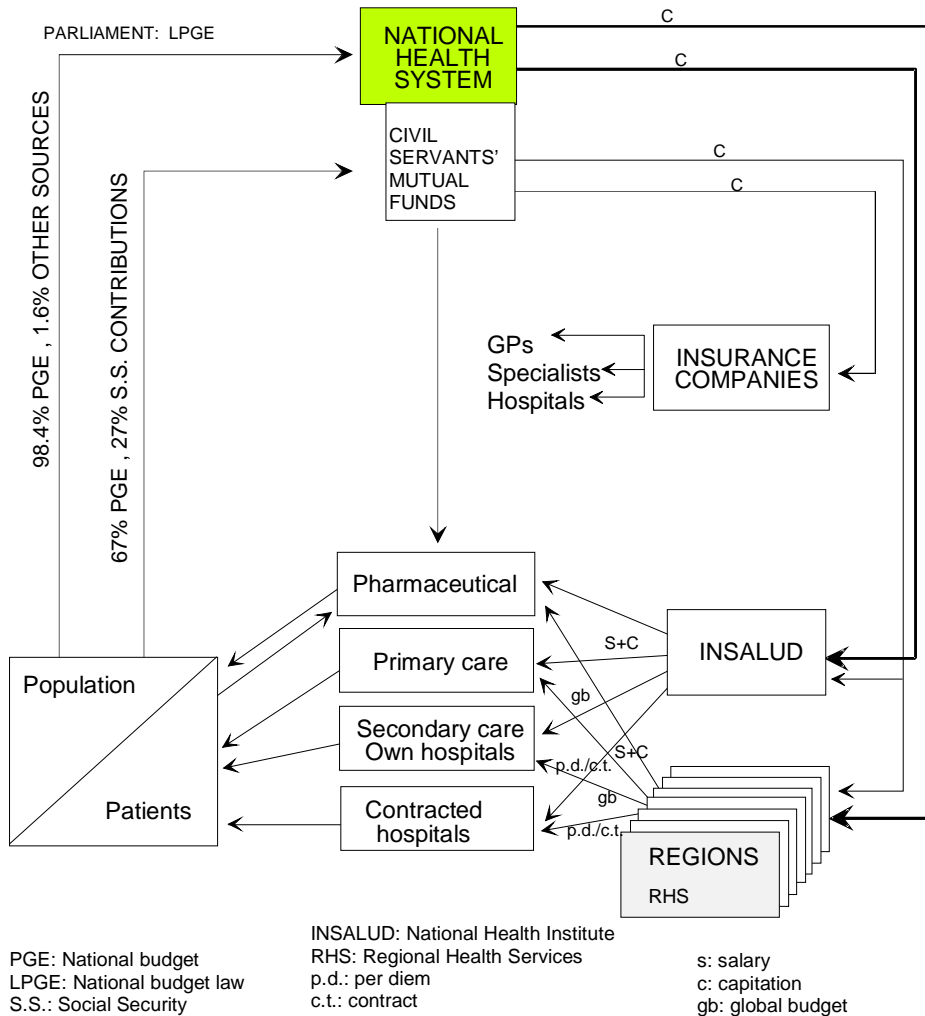 PARLIAMENT: LPGE
NATIONAL
HEALTH
SYSTEM
C
C
CIVIL
SERVANTS'
MUTUAL
FUNDS
C
C
98.4% PGE , 1.6% OTHER SOURCES
67% PGE , 27% S.S. CONTRIBUTIONS
GPs
Specialists
Hospitals
INSURANCE
COMPANIES
Pharmaceutical
Primary care
Secondary care
Own hospitals
Contracted
hospitals
S+C
gb
S+C
p.d./c.t.
gb
p.d./c.t.
INSALUD
Population
Patients
REGIONS
RHS
PGE: National budget
LPGE: National budget law
S.S.: Social Security
INSALUD: National Health Institute
RHS: Regional Health Services
p.d.: per diem
c.t.: contract
s: salary
c: capitation
gb: global budget